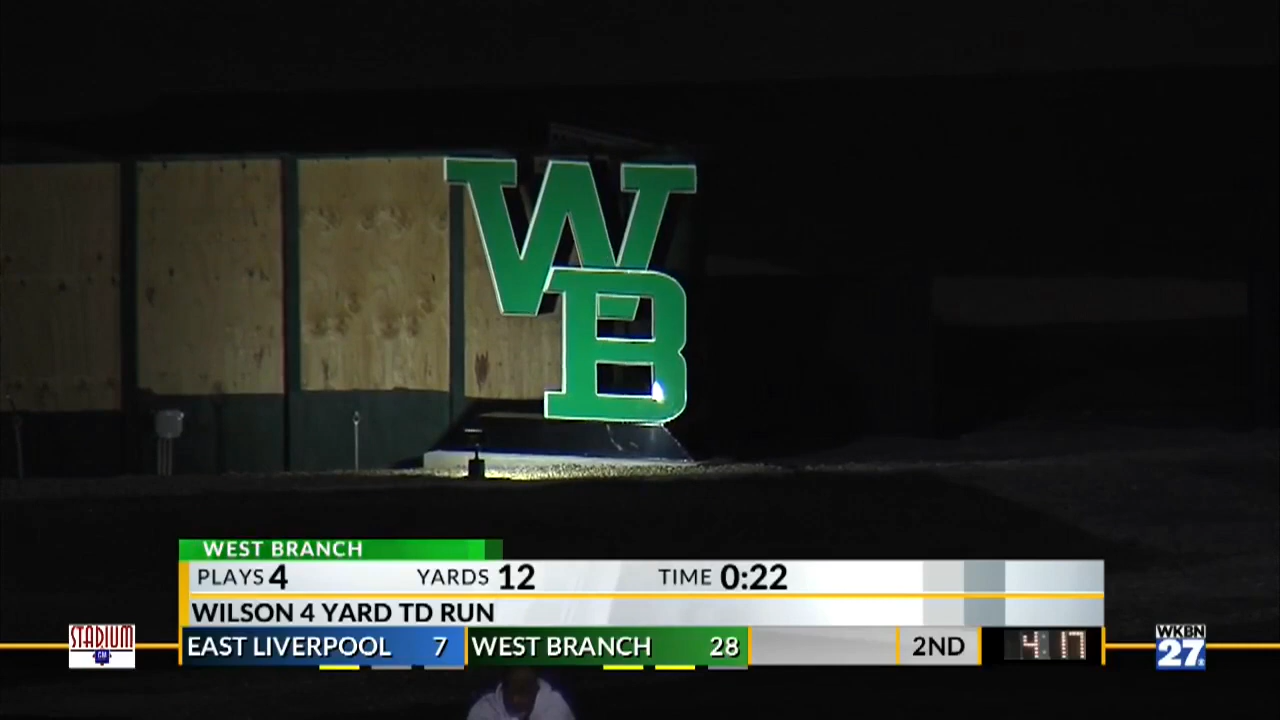 WB
WEST BRANCH
PLAYS 4 YARDS 12 TIME 0:22
WILSON 4 YARD TD RUN
EAST LIVERPOOL 7 WEST BRANCH 28 2ND 4:17
STADIUM
GM
WKBN
27